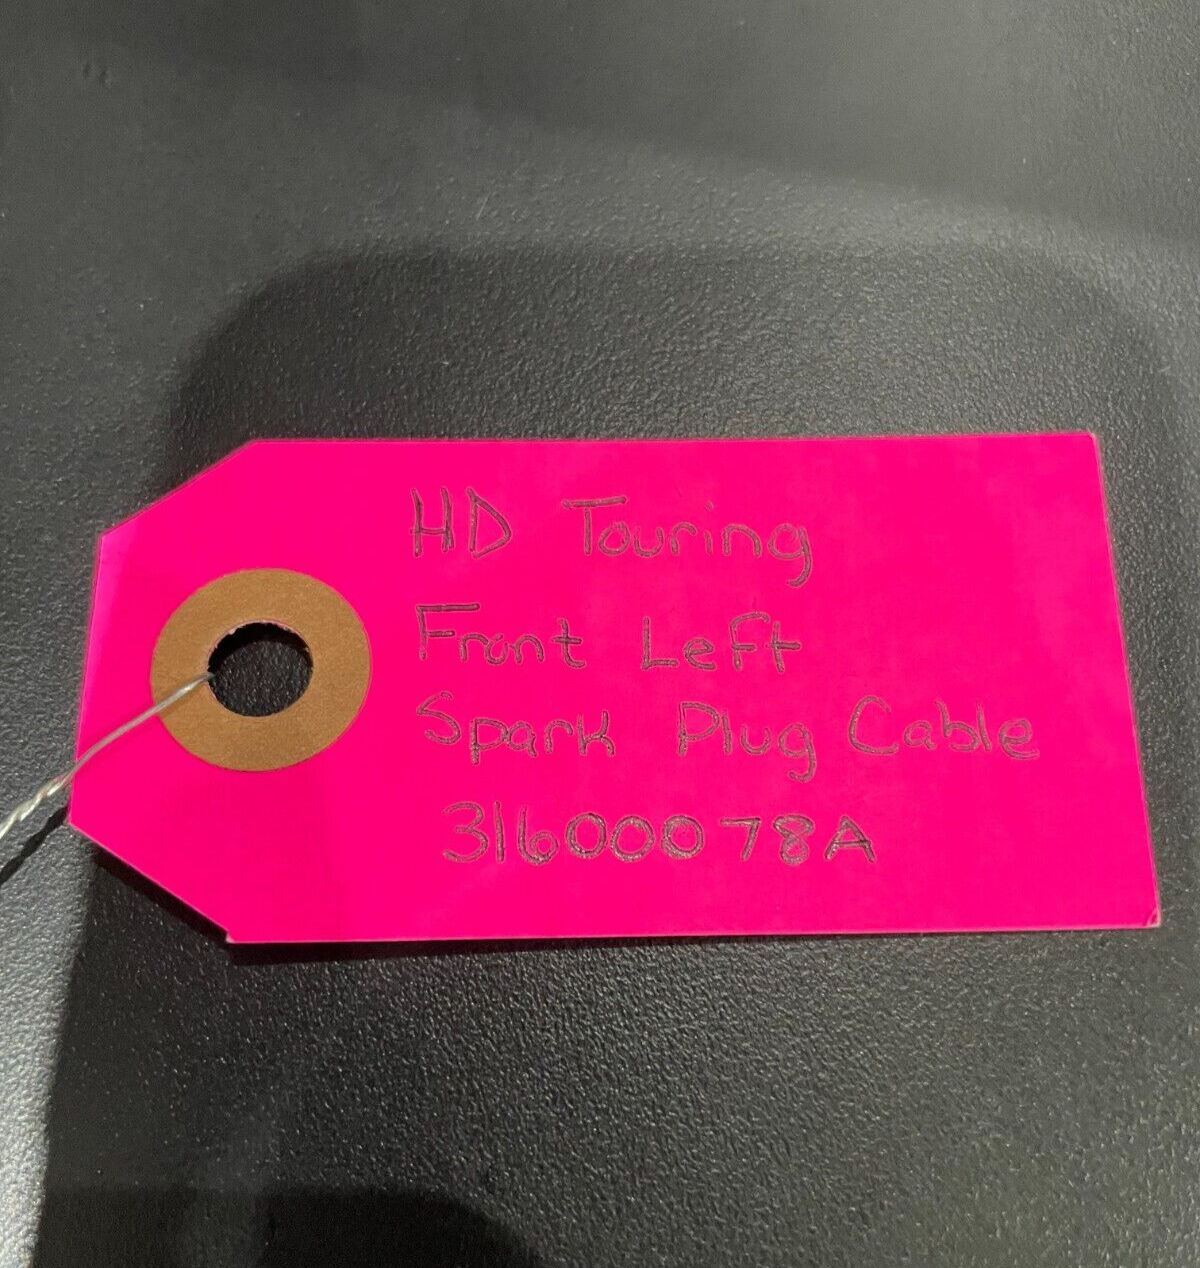 HD Touring
Front Left
Spark Plug Cable
31600078A